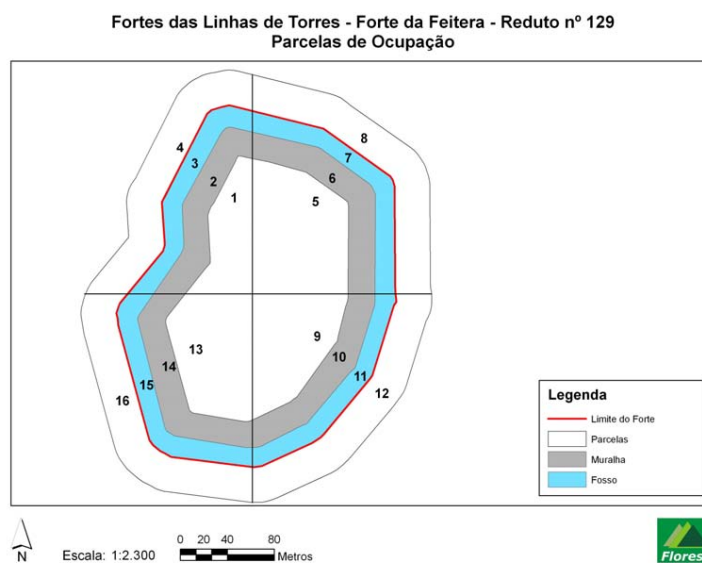 Fortes das Linhas de Torres - Forte da Feitera - Reduto nº 129
Parcelas de Ocupação
4
3
2
1
8
7
6
5
13
14
15
16
9
10
11
12
Legenda
Limite do Forte
Parcelas
Muralha
Fosso
N
Escala: 1:2.300
0 20 40 80
Metros
Flores